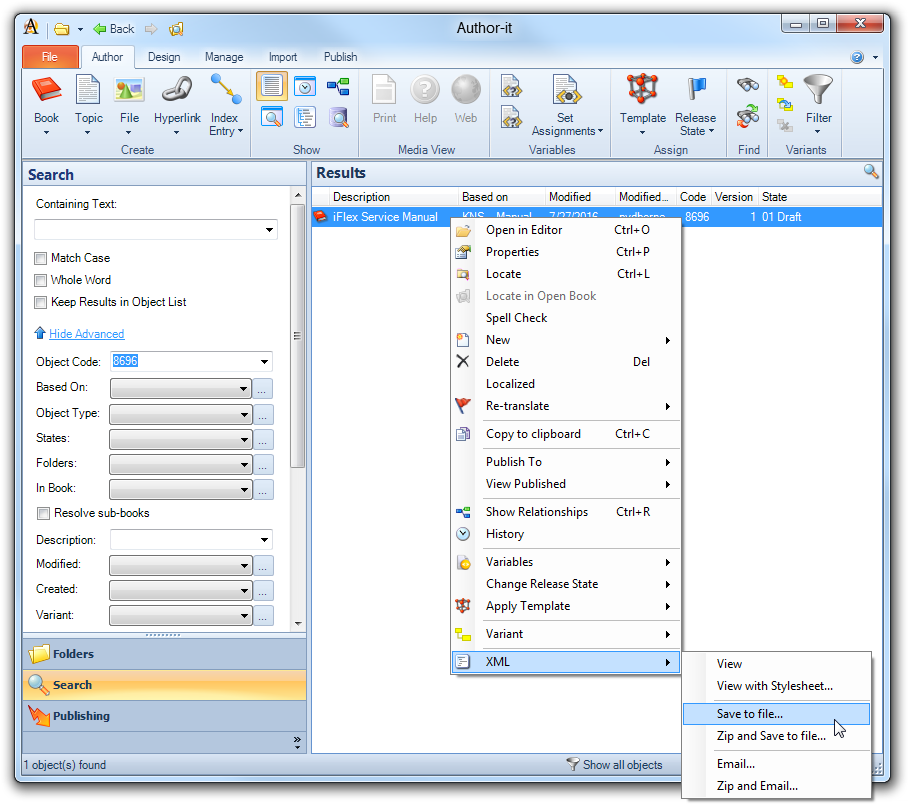 Author-it
Back
File Author Design Manage Import Publish
Book Topic File Hyperlink Index Entry
Create
Show
Print Help Web
Media View
Set Assignments
Variables
Template Release State
Assign
Find
Filter
Variants
Search
Containing Text:
Match Case
Whole Word
Keep Results in Object List
Hide Advanced
Object Code: 8696
Based On: ...
Object Type: ...
States: ...
Folders: ...
In Book: ...
Resolve sub-books
Description:
Modified: ...
Created: ...
Variant: ...
Folders
Search
Publishing
1 object(s) found
Results
Description Based on Modified Modified... Code Version State
iFlex Service Manual KNS Manual 7/27/2016 8696 1 01 Draft
Open in Editor Ctrl+O
Properties Ctrl+P
Locate Ctrl+L
Locate in Open Book
Spell Check
New
Delete Del
Localized
Re-translate
Copy to clipboard Ctrl+C
Publish To
View Published
Show Relationships Ctrl+R
History
Variables
Change Release State
Apply Template
Variant
XML
View
View with Stylesheet...
Save to file...
Zip and Save to file...
Email...
Zip and Email...
Show all objects